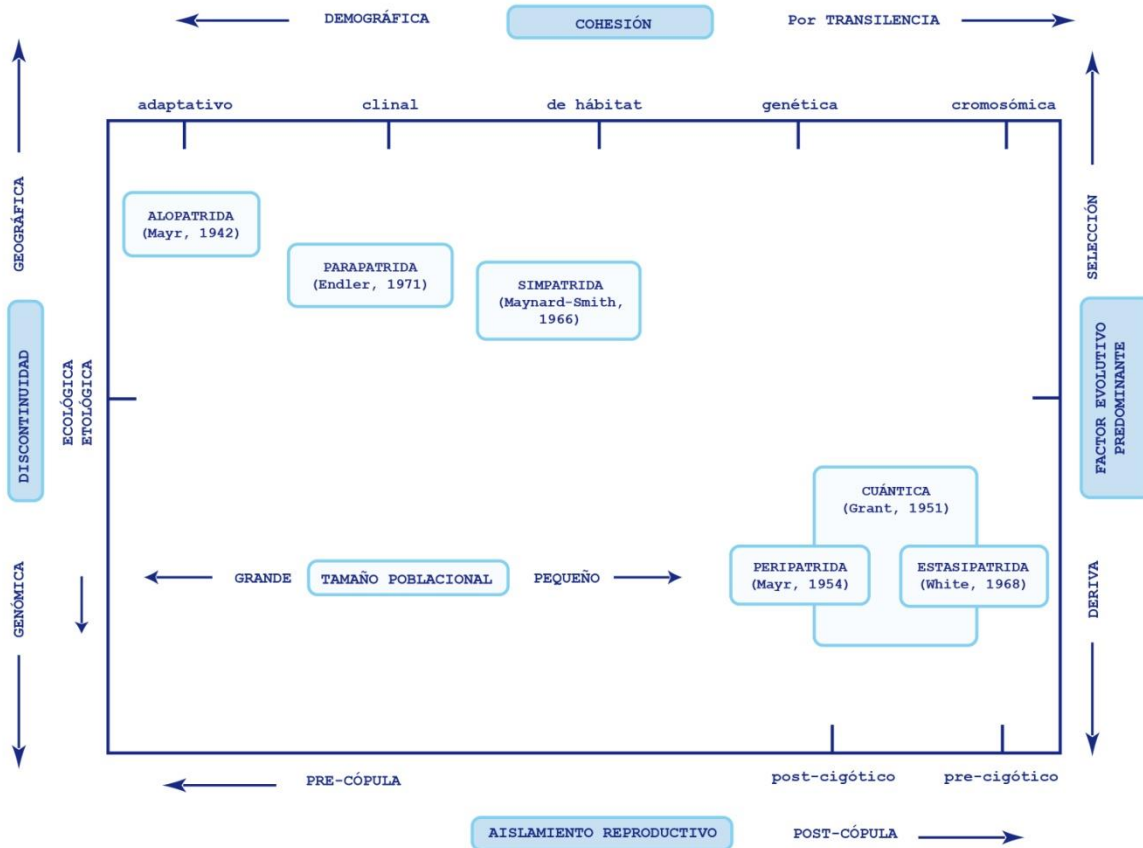 DEMOGRÁFICA
COHESIÓN
Por TRANSILENCIA
adaptativo
clinal
de hábitat
genética
cromosómica
GEOGRÁFICA
DISCONTINUIDAD
ECOLÓGICA
ETOLÓGICA
GENÓMICA
ALOPATRIDA
(Mayr, 1942)
PARAPATRIDA
(Endler, 1971)
SIMPATRIDA
(Maynard-Smith,
1966)
SELECCIÓN
FACTOR EVOLUTIVO
PREDOMINANTE
DERIVA
CUÁNTICA
(Grant, 1951)
PERIPATRIDA
(Mayr, 1954)
ESTASIPATRIDA
(White, 1968)
GRANDE
TAMAÑO POBLACIONAL
PEQUEÑO
post-cigótico
pre-cigótico
PRE-CÓPULA
AISLAMIENTO REPRODUCTIVO
POST-CÓPULA